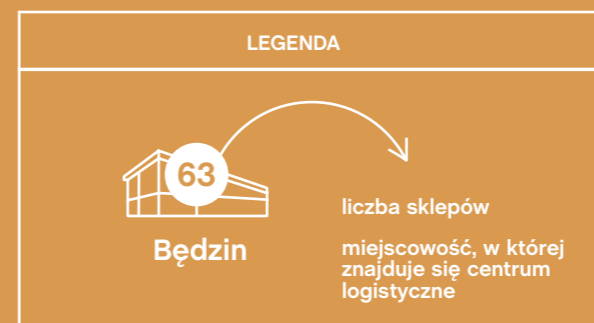 LEGENDA
63
Będzin
liczba sklepów
miejscowość, w której
znajduje się centrum
logistyczne